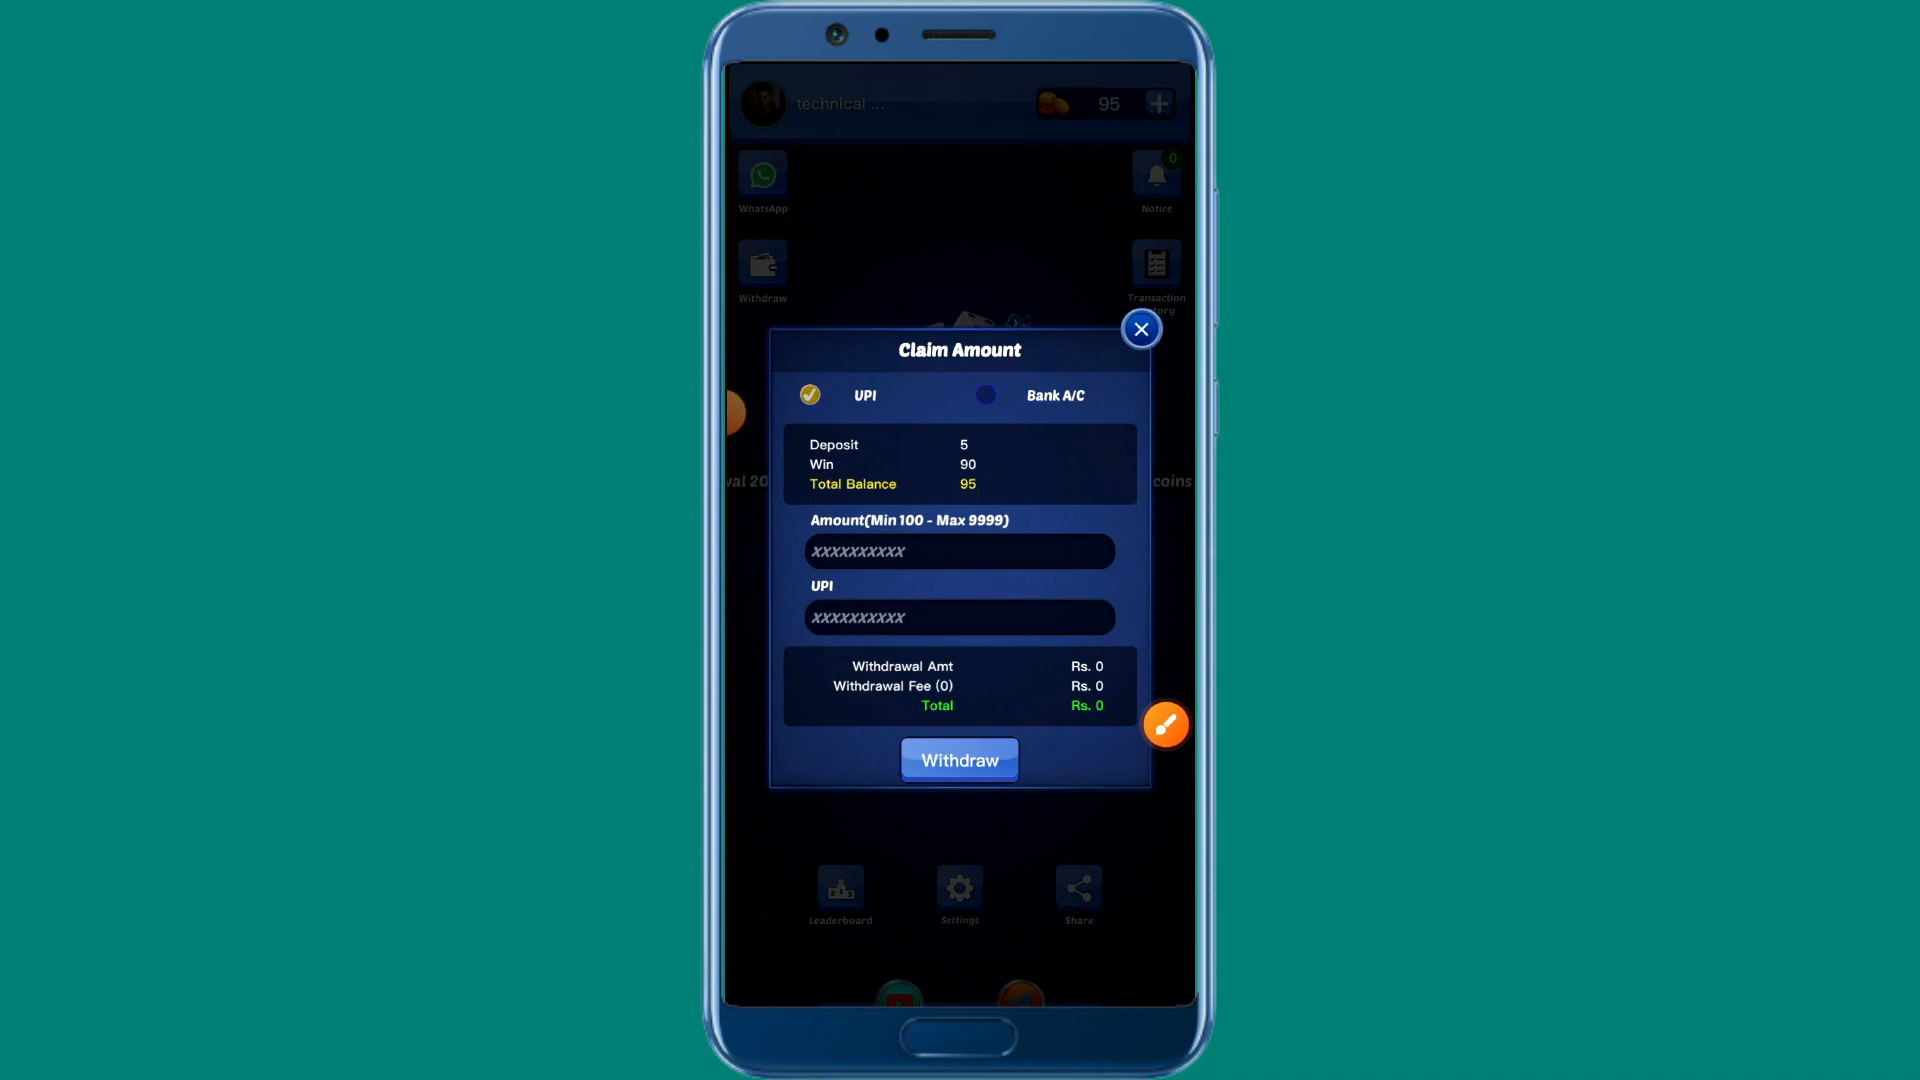 technical ...
95
0
WhatsApp
Notice
Withdraw
Transaction
Claim Amount
UPI
Bank A/C
Deposit 5
Win 90
Total Balance 95
coins
Amount(Min 100 - Max 9999)
XXXXXXXXXX
UPI
XXXXXXXXXX
Withdrawal Amt Rs. 0
Withdrawal Fee (0) Rs. 0
Total Rs. 0
Withdraw
Leaderboard
Settings
Share